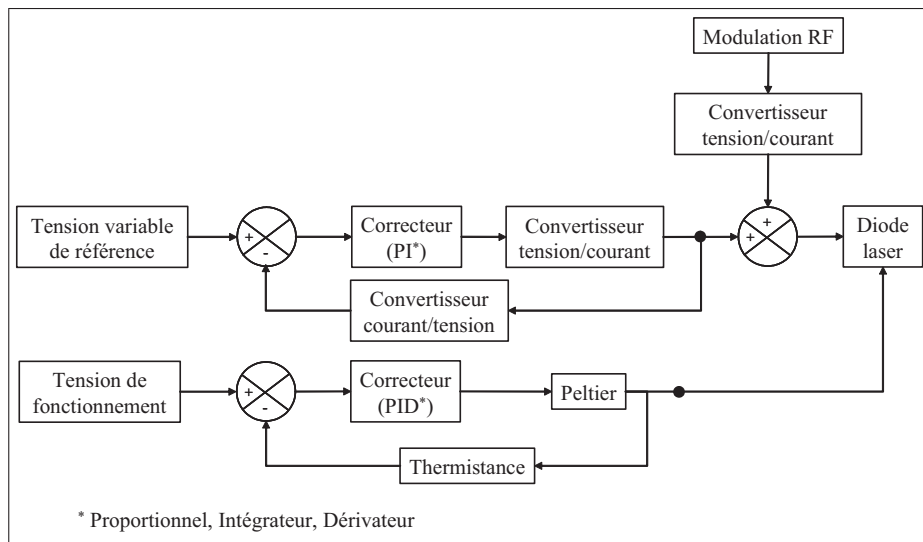 Modulation RF
Convertisseur
tension/courant
Tension variable
de référence
+
-
Correcteur
(PI*)
Convertisseur
tension/courant
+
+
Diode
laser
Convertisseur
courant/tension
Tension de
fonctionnement
+
-
Correcteur
(PID*)
Peltier
Thermistance
* Proportionnel, Intégrateur, Dérivateur